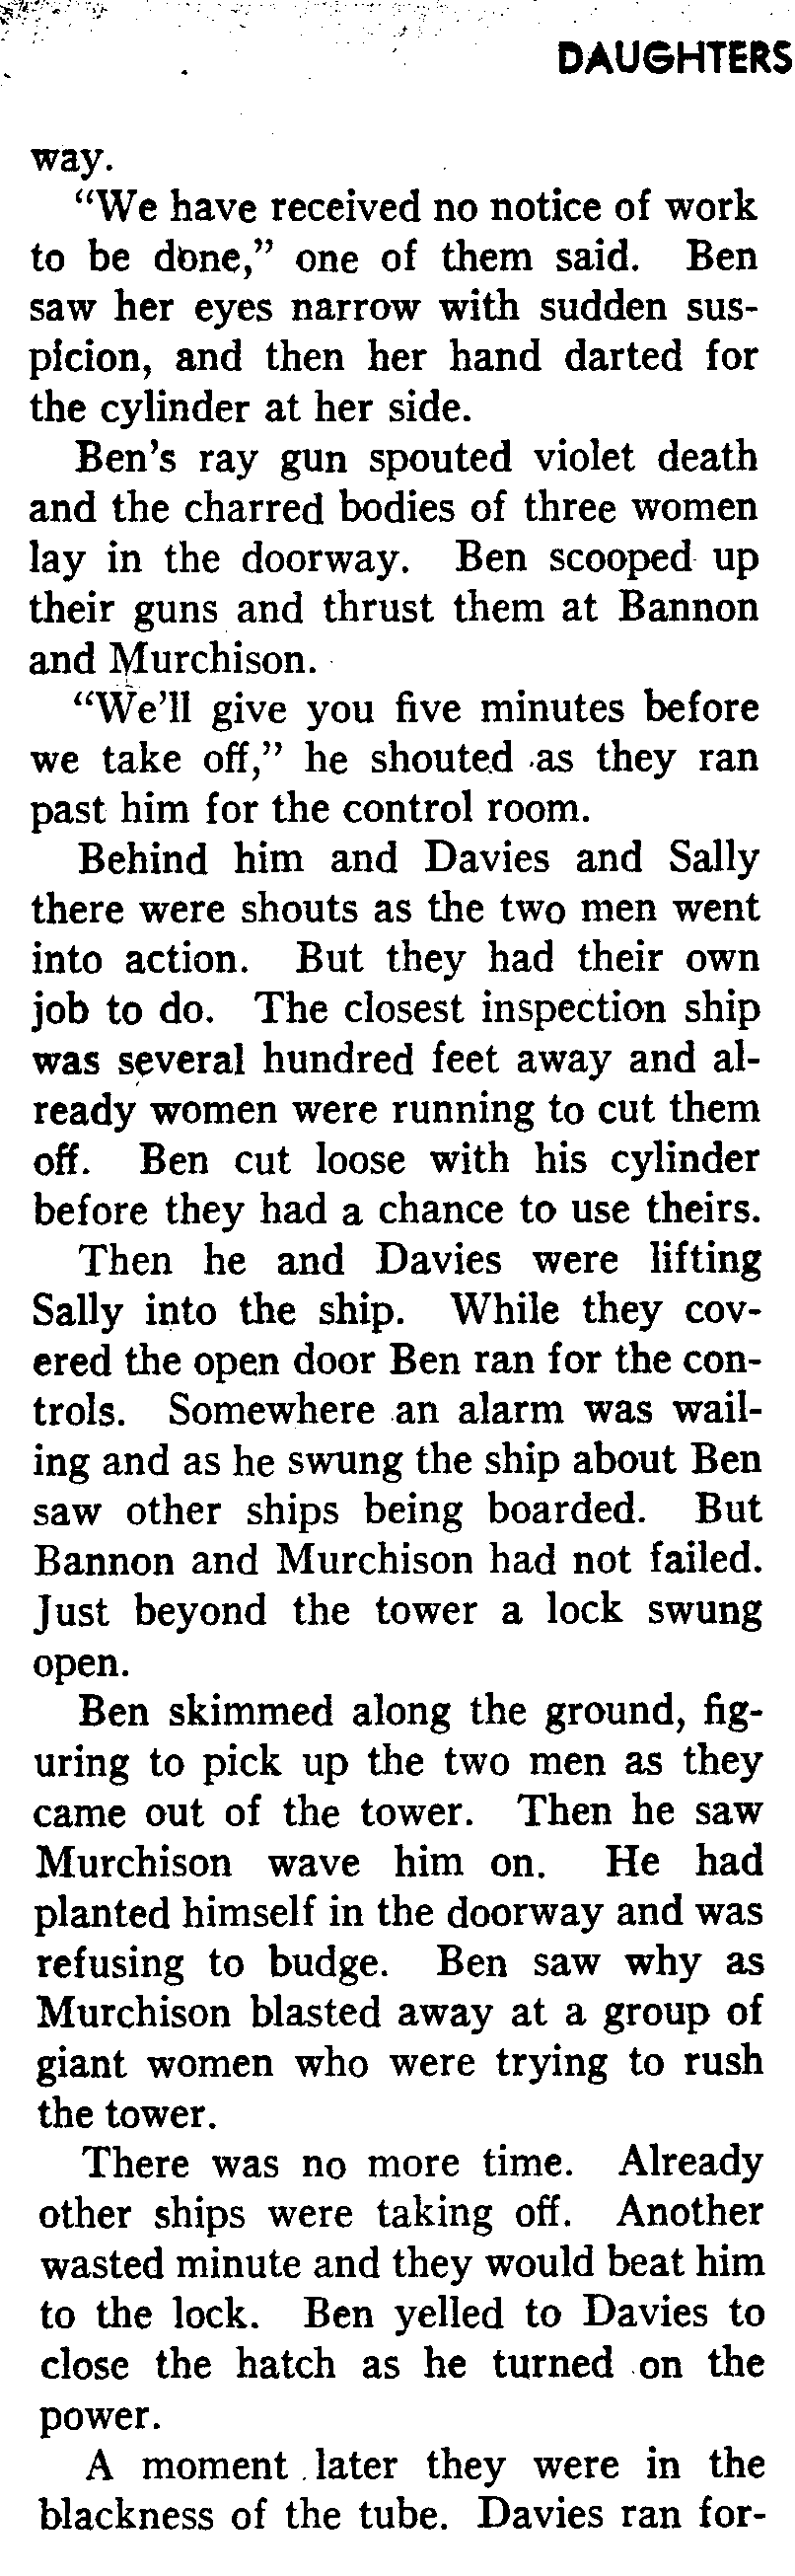 DAUGHTERS
way.
“We have received no notice of work
to be done,” one of them said. Ben
saw her eyes narrow with sudden sus-
picion, and then her hand darted for
the cylinder at her side.
Ben’s ray gun spouted violet death
and the charred bodies of three women
lay in the doorway. Ben scooped up
their guns and thrust them at Bannon
and Murchison.
“We’ll give you five minutes before
we take off,” he shouted as they ran
past him for the control room.
Behind him and Davies and Sally
there were shouts as the two men went
into action. But they had their own
job to do. The closest inspection ship
was several hundred feet away and al-
ready women were running to cut them
off. Ben cut loose with his cylinder
before they had a chance to use theirs.
Then he and Davies were lifting
Sally into the ship. While they cov-
ered the open door Ben ran for the con-
trols. Somewhere an alarm was wail-
ing and as he swung the ship about Ben
saw other ships being boarded. But
Bannon and Murchison had not failed.
Just beyond the tower a lock swung
open.
Ben skimmed along the ground, fig-
uring to pick up the two men as they
came out of the tower. Then he saw
Murchison wave him on. He had
planted himself in the doorway and was
refusing to budge. Ben saw why as
Murchison blasted away at a group of
giant women who were trying to rush
the tower.
There was no more time. Already
other ships were taking off. Another
wasted minute and they would beat him
to the lock. Ben yelled to Davies to
close the hatch as he turned on the
power.
A moment later they were in the
blackness of the tube. Davies ran for-